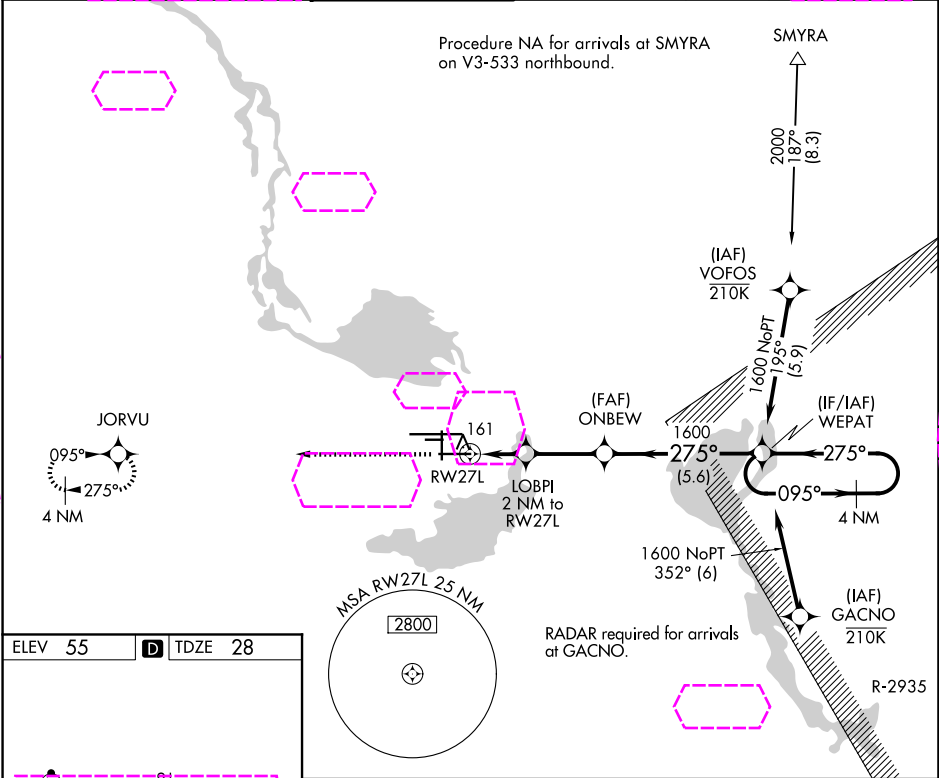 Procedure NA for arrivals at SMYRA
on V3-533 northbound.
SMYRA
2000
187°
(8.3)
(IAF)
VOFOS
210K
1600 NoPT
195°
(5.9)
(IF/IAF)
WEPAT
(FAF)
ONBEW
1600
275°
(5.6)
275°
095°
4 NM
161
RW27L
LOBPI
2 NM to
RW27L
JORVU
095°
275°
4 NM
1600 NoPT
352° (6)
(IAF)
GACNO
210K
R-2935
RADAR required for arrivals
at GACNO.
MSA RW27L 25 NM
2800
ELEV 55 D TDZE 28